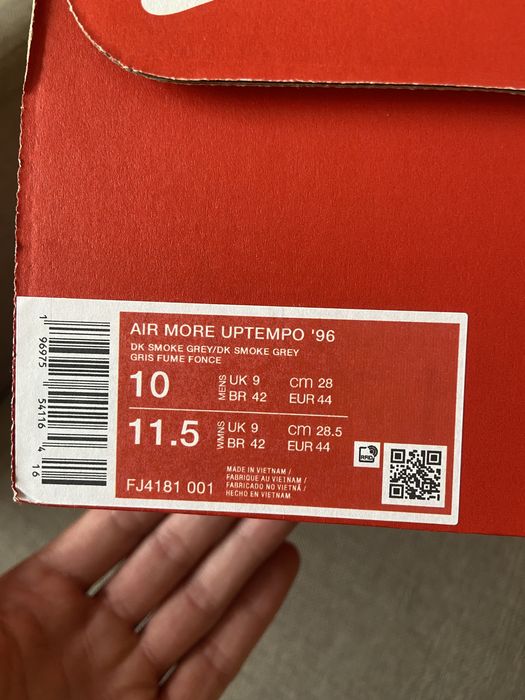 AIR MORE UPTEMPO '96
DK SMOKE GREY/DK SMOKE GREY
GRIS FUME FONCE
10 MENS UK 9 cm 28
BR 42 EUR 44
11.5 WMNS UK 9 cm 28.5
BR 42 EUR 44
RFID
FJ4181 001
MADE IN VIETNAM /
FABRIQUE AU VIETNAM /
FABRICADO NO VIETNÃ /
HECHO EN VIETNAM
1 96975 54116 4 16